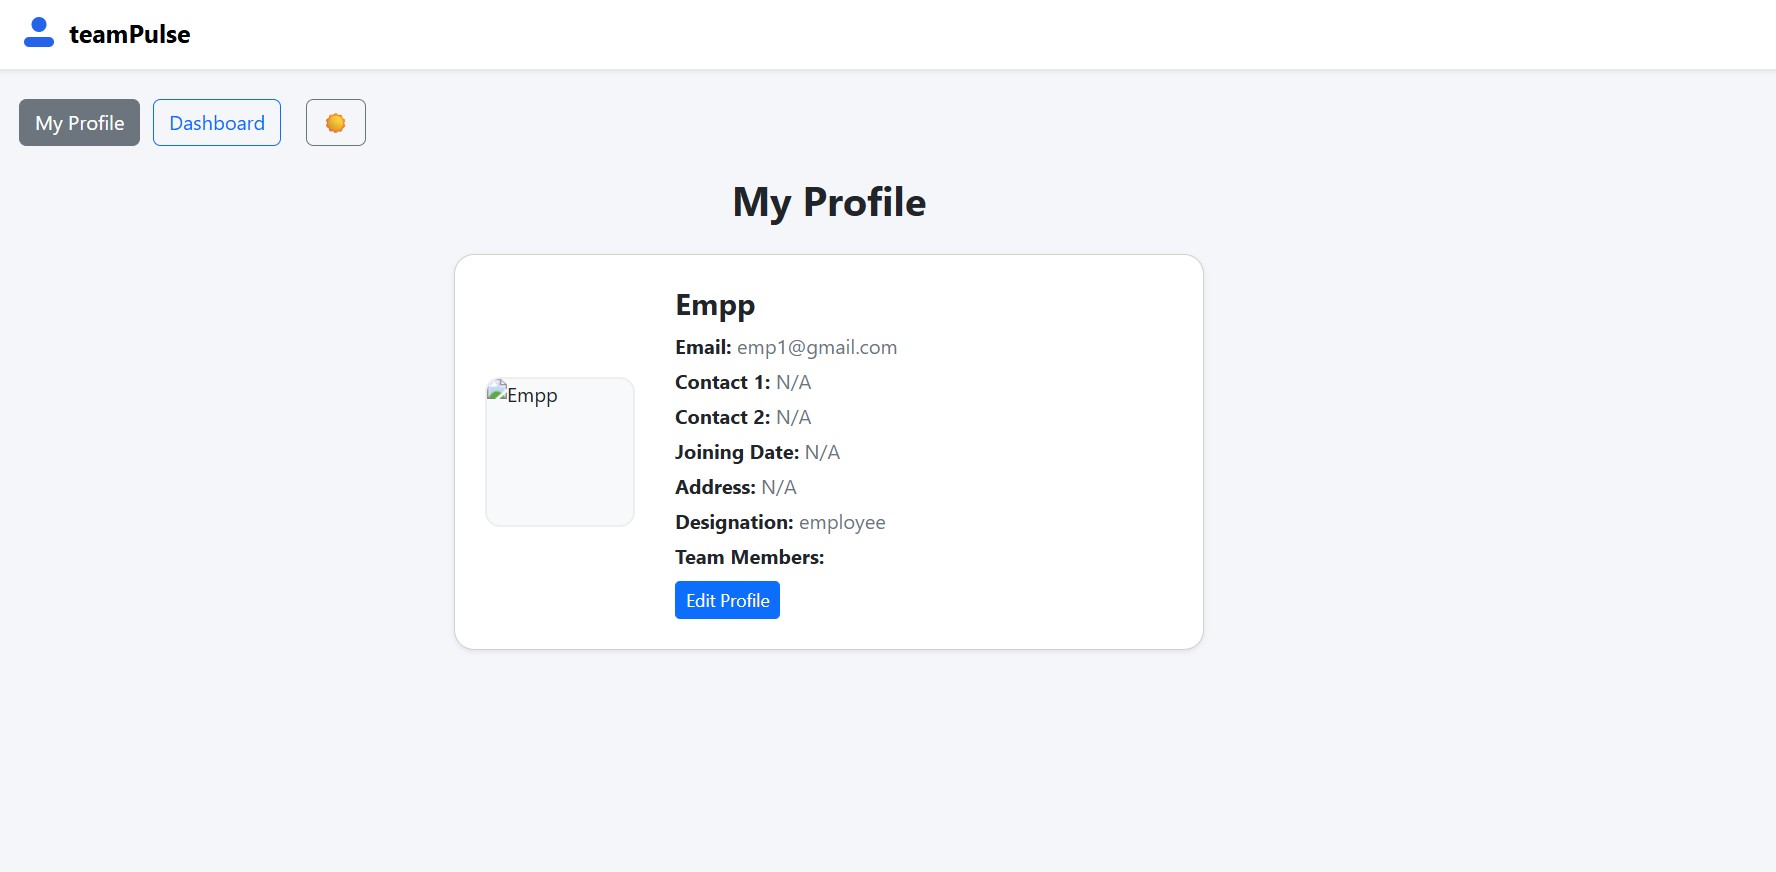 teamPulse
My Profile
Dashboard
My Profile
Empp
Email: emp1@gmail.com
Contact 1: N/A
Contact 2: N/A
Empp
Joining Date: N/A
Address: N/A
Designation: employee
Team Members:
Edit Profile